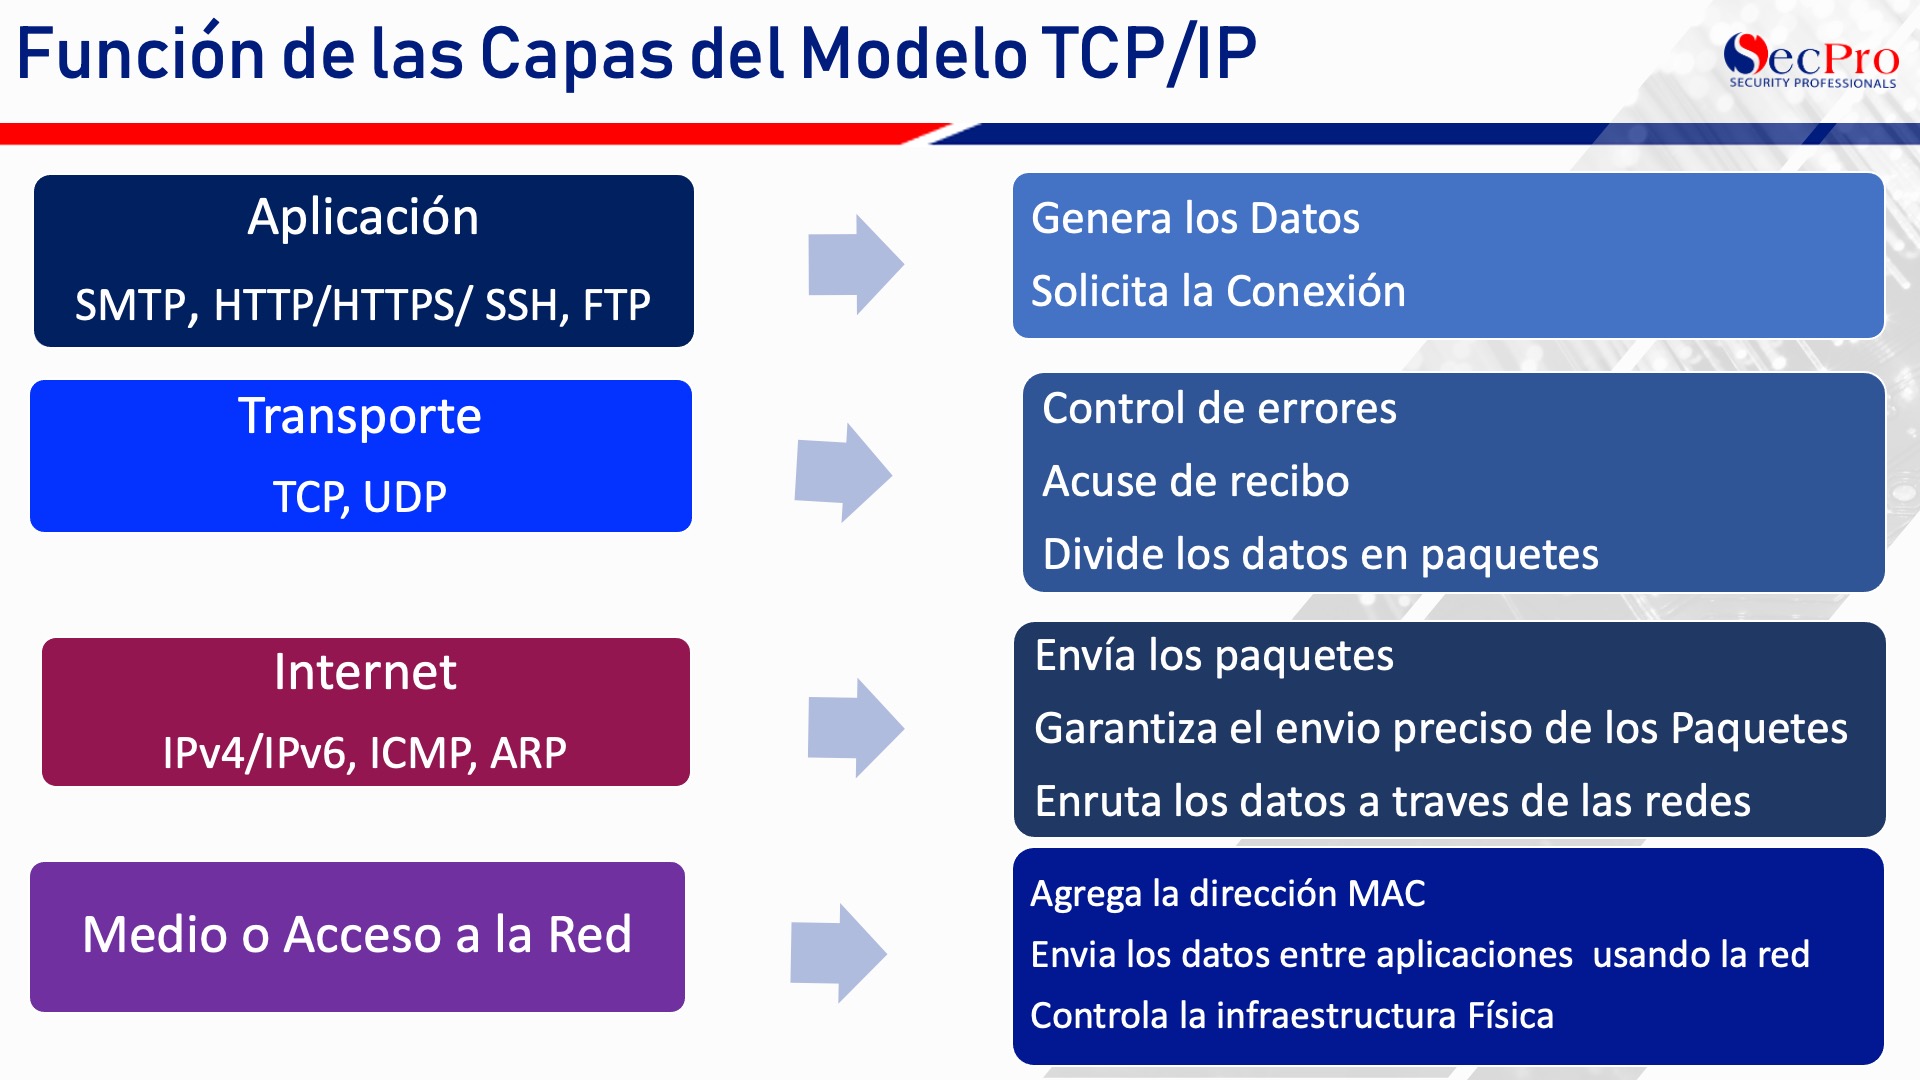 Función de las Capas del Modelo TCP/IP
SecPro
SECURITY PROFESSIONALS
Aplicación
SMTP, HTTP/HTTPS/ SSH, FTP
Genera los Datos
Solicita la Conexión
Transporte
TCP, UDP
Control de errores
Acuse de recibo
Divide los datos en paquetes
Internet
IPv4/IPv6, ICMP, ARP
Envía los paquetes
Garantiza el envio preciso de los Paquetes
Enruta los datos a traves de las redes
Medio o Acceso a la Red
Agrega la dirección MAC
Envia los datos entre aplicaciones  usando la red
Controla la infraestructura Física